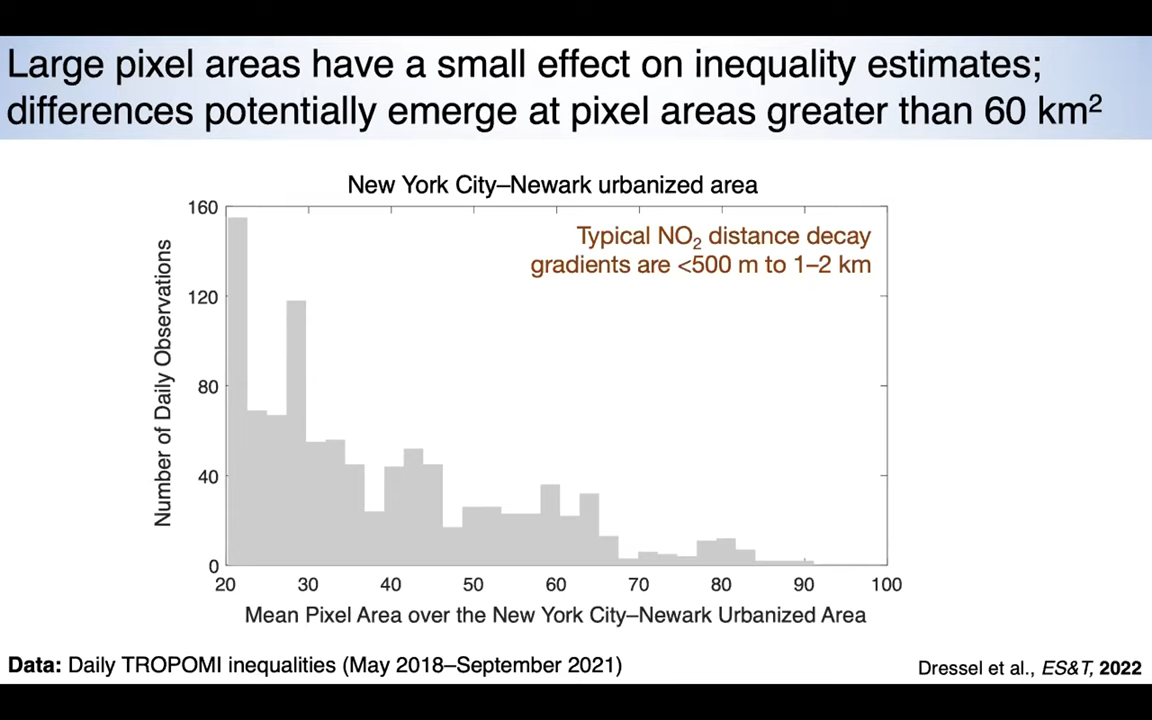 Large pixel areas have a small effect on inequality estimates;
differences potentially emerge at pixel areas greater than 60 km²
New York City–Newark urbanized area
Typical NO₂ distance decay
gradients are <500 m to 1–2 km
Number of Daily Observations
160
120
80
40
0
20 30 40 50 60 70 80 90 100
Mean Pixel Area over the New York City–Newark Urbanized Area
Data: Daily TROPOMI inequalities (May 2018–September 2021)
Dressel et al., ES&T, 2022